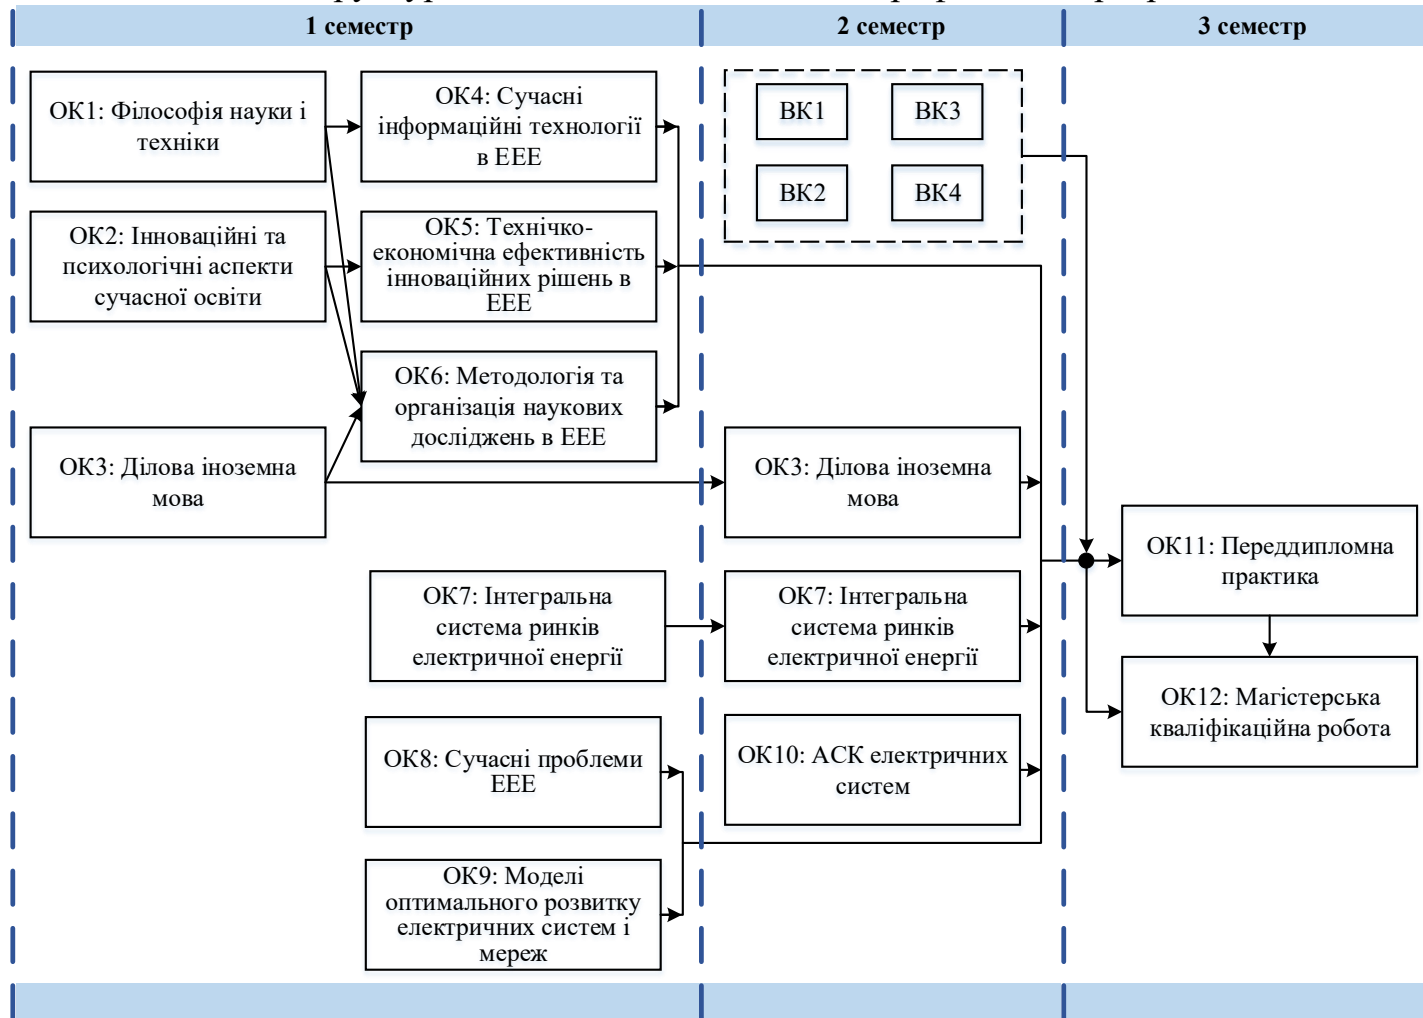 1 семестр
2 семестр
3 семестр
ОК1: Філософія науки і
техніки
ОК4: Сучасні
інформаційні технології
в ЕЕЕ
ВК1
ВК3
ВК2
ВК4
ОК2: Інноваційні та
психологічні аспекти
сучасної освіти
ОК5: Технічко-
економічна ефективність
інноваційних рішень в
ЕЕЕ
ОК6: Методологія та
організація наукових
досліджень в ЕЕЕ
ОК3: Ділова іноземна
мова
ОК3: Ділова іноземна
мова
ОК11: Переддипломна
практика
ОК7: Інтегральна
система ринків
електричної енергії
ОК7: Інтегральна
система ринків
електричної енергії
ОК12: Магістерська
кваліфікаційна робота
ОК8: Сучасні проблеми
ЕЕЕ
ОК10: АСК електричних
систем
ОК9: Моделі
оптимального розвитку
електричних систем і
мереж